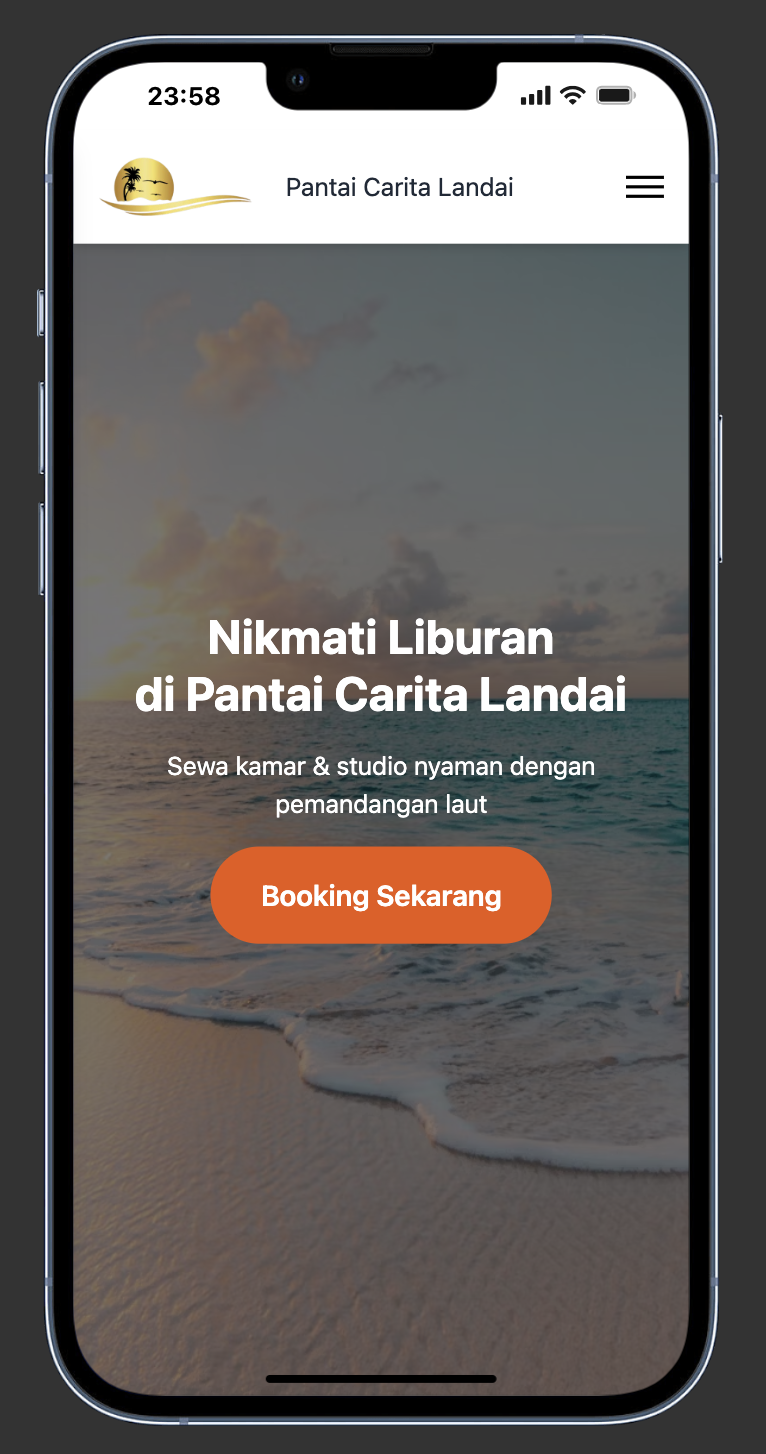 23:58
Pantai Carita Landai
Nikmati Liburan
di Pantai Carita Landai
Sewa kamar & studio nyaman dengan
pemandangan laut
Booking Sekarang